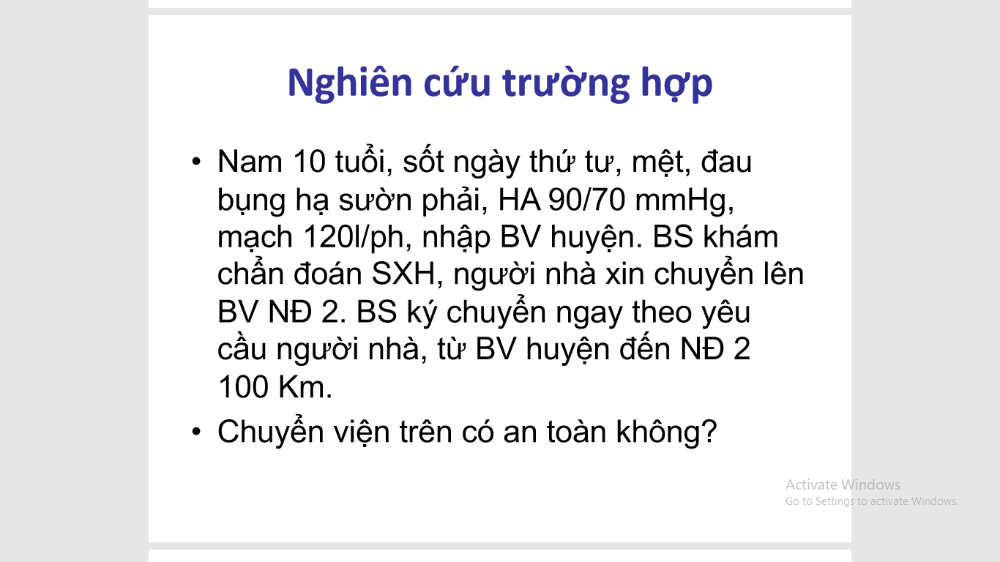 Nghiên cứu trường hợp
• Nam 10 tuổi, sốt ngày thứ tư, mệt, đau
bụng hạ sườn phải, HA 90/70 mmHg,
mạch 120l/ph, nhập BV huyện. BS khám
chẩn đoán SXH, người nhà xin chuyển lên
BV NĐ 2. BS ký chuyển ngay theo yêu
cầu người nhà, từ BV huyện đến NĐ 2
100 Km.
• Chuyển viện trên có an toàn không?
Activate Windows
Go to Settings to activate Windows.